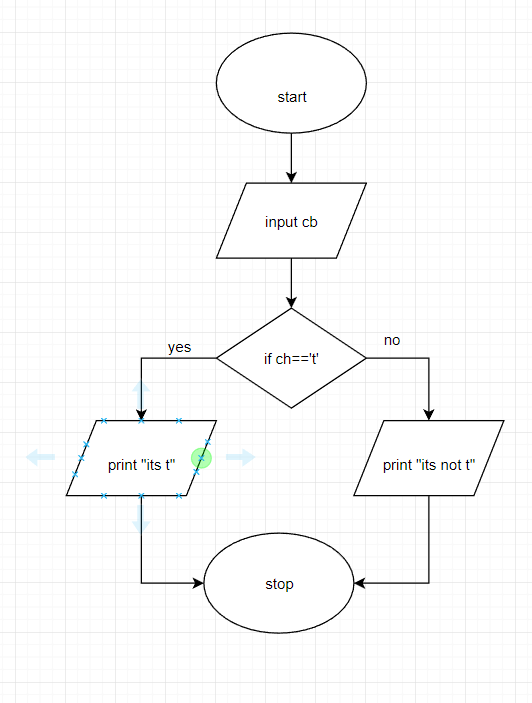 start
input cb
if ch=='t'
yes
no
print "its t"
print "its not t"
stop